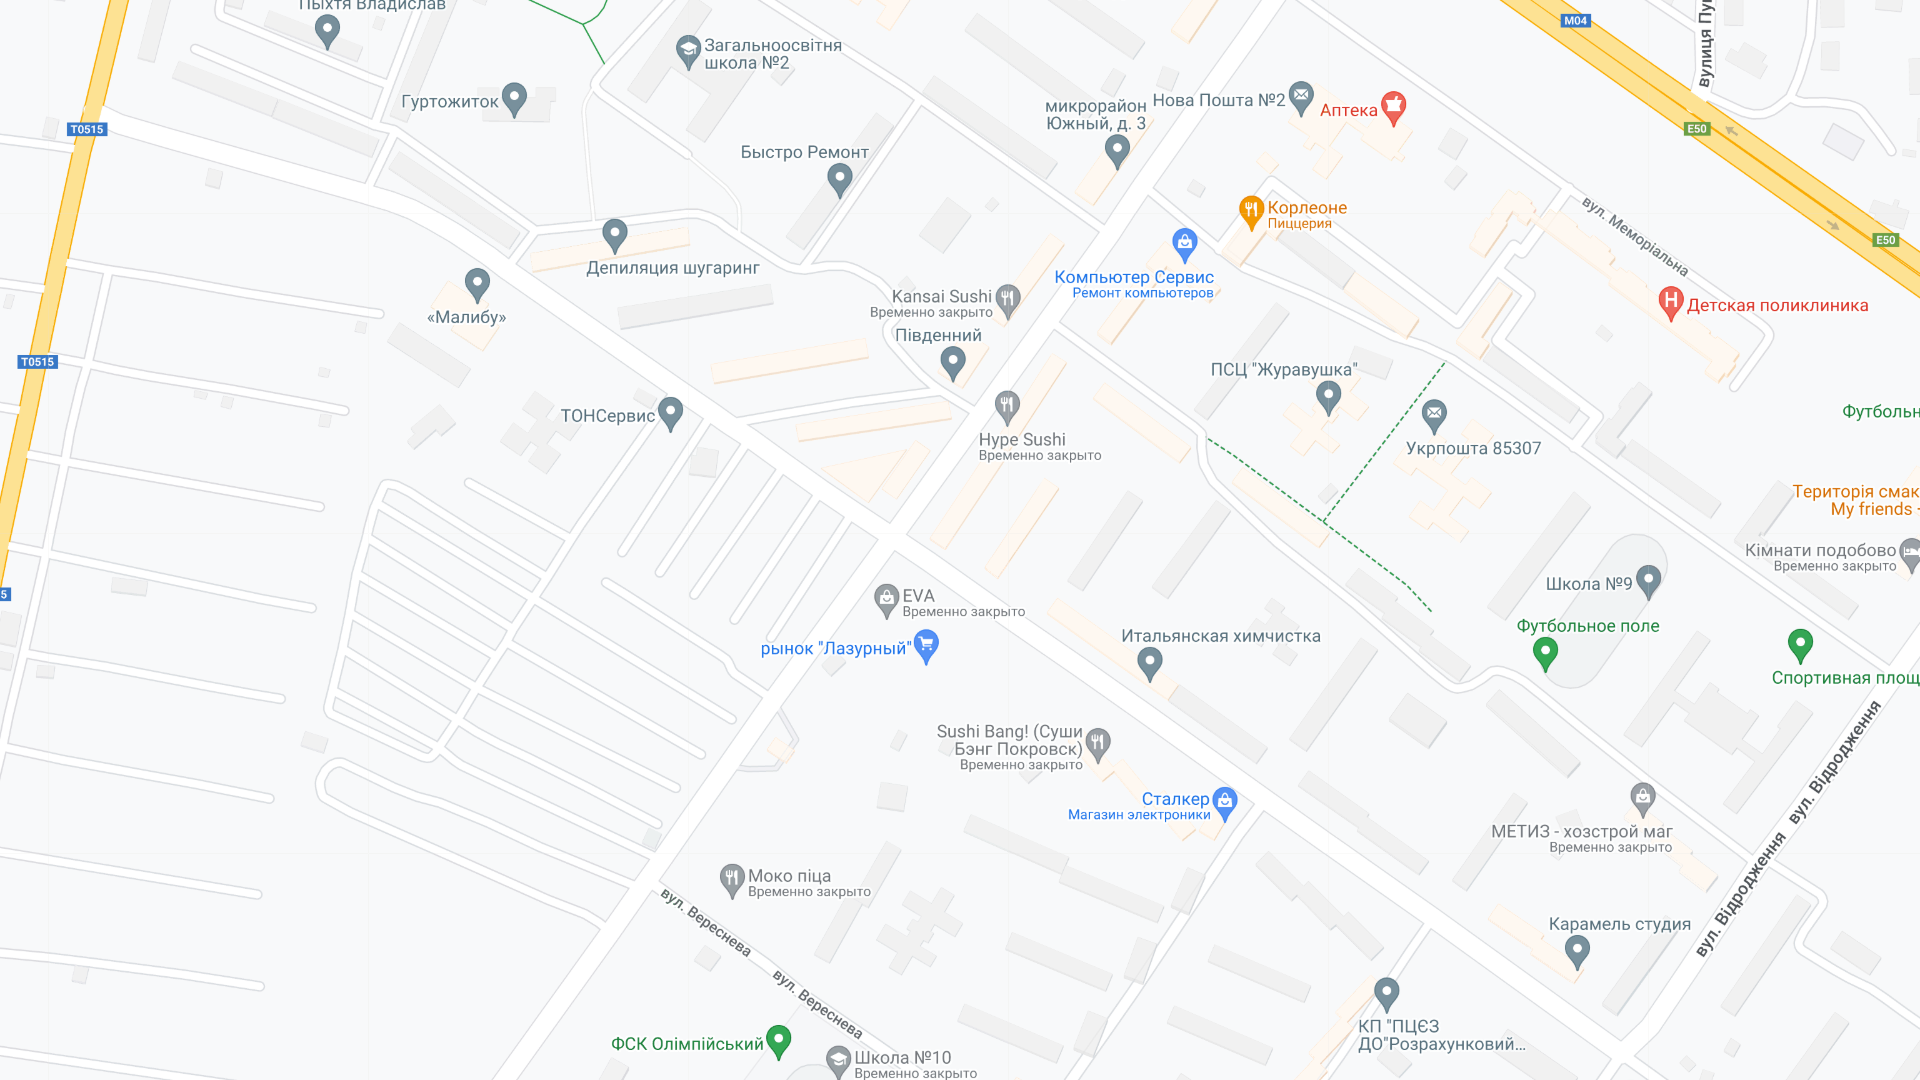 Пыхтя Владислав
M04
Загальноосвітня
школа №2
Гуртожиток
микрорайон
Южный, д. 3
Нова Пошта №2
Аптека
T0515
E50
Быстро Ремонт
Корлеоне
Пиццерия
вул. Меморіальна
E50
Депиляция шугаринг
Компьютер Сервис
Ремонт компьютеров
Kansai Sushi
Временно закрыто
«Малибу»
Детская поликлиника
Південний
T0515
ПСЦ "Журавушка"
ТОНСервис
Hype Sushi
Временно закрыто
Укрпошта 85307
Футбольн
Територія смак
My friends -
Кімнати подобово
Временно закрыто
Школа №9
5
EVA
Временно закрыто
Футбольное поле
рынок "Лазурный"
Итальянская химчистка
Спортивная площ
Sushi Bang! (Суши
Бэнг Покровск)
Временно закрыто
вул. Відродження
Сталкер
Магазин электроники
МЕТИЗ - хозстрой маг
Временно закрыто
Моко піца
Временно закрыто
вул. Відродження
вул. Вереснева
Карамель студия
вул. Вереснева
КП "ПЦЄЗ
ДО"Розрахунковий...
ФСК Олімпійський
Школа №10
Временно закрыто